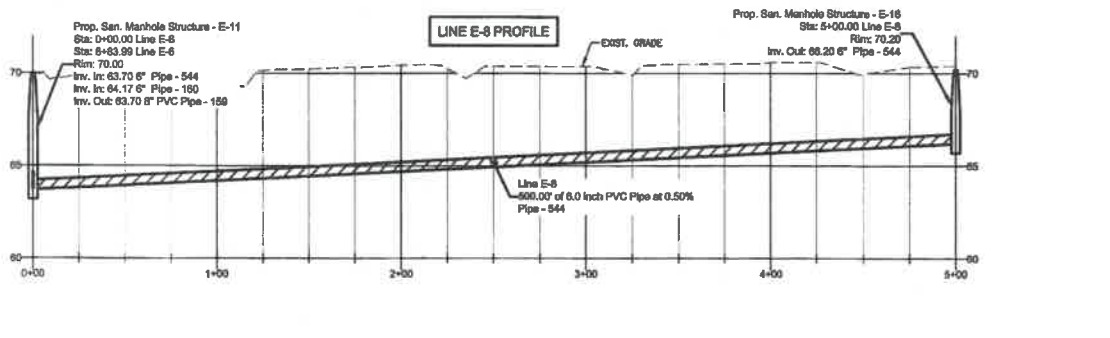 Prop. San. Manhole Structure - E-11
Sta: 0+00.00 Line E-8
Sta: 8+83.99 Line E-6
Rim: 70.00
Inv. In: 63.70 6" Pipe - 544
Inv. In: 64.17 6" Pipe - 160
Inv. Out: 63.70 8" PVC Pipe - 159
LINE E-8 PROFILE
EXIST. GRADE
Prop. San. Manhole Structure - E-16
Sta: 5+00.00 Line E-8
Rim: 70.20
Inv. Out: 66.20 6" Pipe - 544
70
70
65
65
Line E-8
500.00' of 6.0 inch PVC Pipe at 0.50%
Pipe - 544
60
60
0+00
1+00
2+00
3+00
4+00
5+00